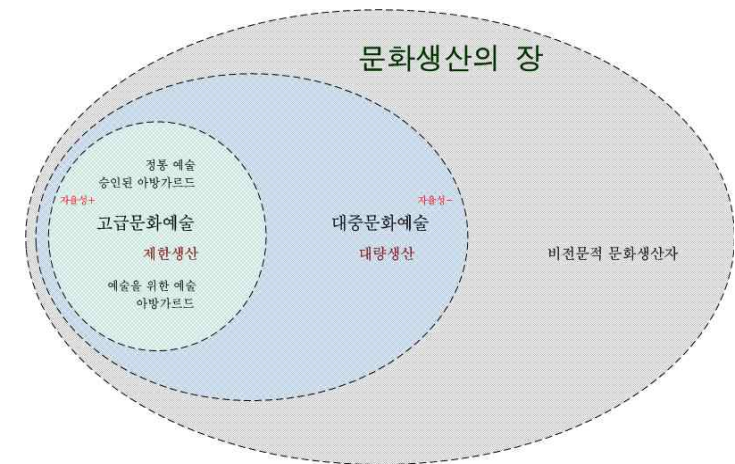 문화생산의 장
정통 예술
승인된 아방가르드
자율성+
자율성-
고급문화예술
대중문화예술
제한생산
대량생산
비전문적 문화생산자
예술을 위한 예술
아방가르드